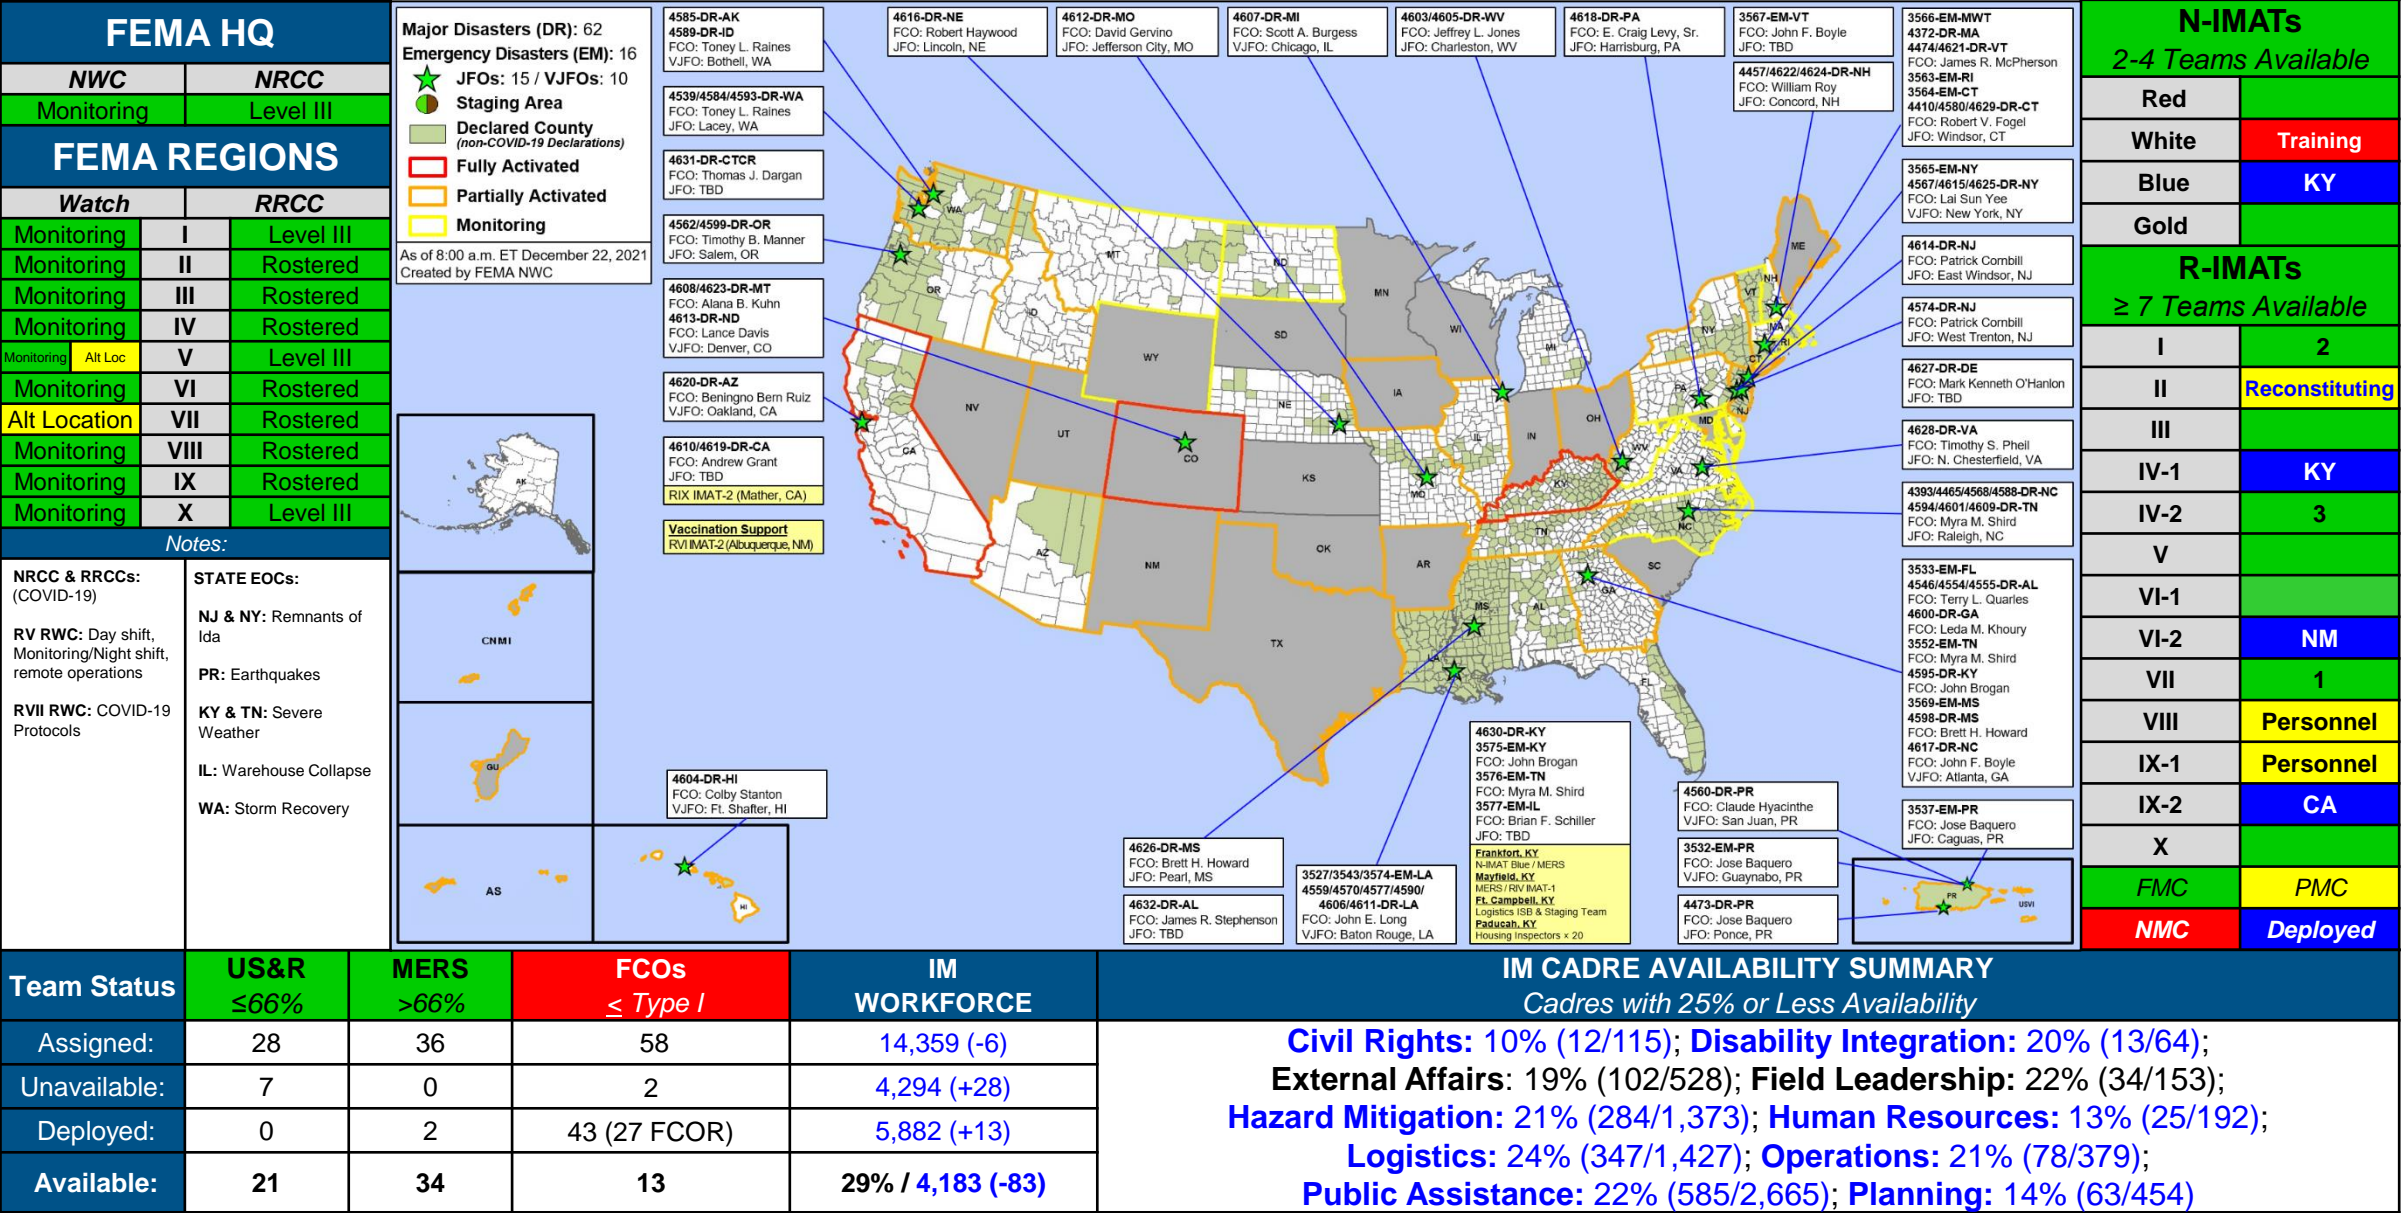 FEMA HQ
NWC NRCC
Monitoring Level III
FEMA REGIONS
Watch RRCC
Monitoring I Level III
Monitoring II Rostered
Monitoring III Rostered
Monitoring IV Rostered
Monitoring Alt Loc V Level III
Monitoring VI Rostered
Alt Location VII Rostered
Monitoring VIII Rostered
Monitoring IX Rostered
Monitoring X Level III
Notes:
NRCC & RRCCs:
(COVID-19)
RV RWC: Day shift,
Monitoring/Night shift,
remote operations
RVII RWC: COVID-19
Protocols
STATE EOCs:
NJ & NY: Remnants of
Ida
PR: Earthquakes
KY & TN: Severe
Weather
IL: Warehouse Collapse
WA: Storm Recovery
Major Disasters (DR): 62
Emergency Disasters (EM): 16
JFOs: 15 / VJFOs: 10
Staging Area
Declared County
(non-COVID-19 Declarations)
Fully Activated
Partially Activated
Monitoring
As of 8:00 a.m. ET December 22, 2021
Created by FEMA NWC
4585-DR-AK
4589-DR-ID
FCO: Toney L. Raines
VJFO: Bothell, WA
4539/4584/4593-DR-WA
FCO: Toney L. Raines
JFO: Lacey, WA
4631-DR-CTCR
FCO: Thomas J. Dargan
JFO: TBD
4562/4599-DR-OR
FCO: Timothy B. Manner
JFO: Salem, OR
4608/4623-DR-MT
FCO: Alana B. Kuhn
4613-DR-ND
FCO: Lance Davis
VJFO: Denver, CO
4620-DR-AZ
FCO: Beningno Bern Ruiz
VJFO: Oakland, CA
4610/4619-DR-CA
FCO: Andrew Grant
JFO: TBD
RIX IMAT-2 (Mather, CA)
Vaccination Support
RVI IMAT-2 (Albuquerque, NM)
4604-DR-HI
FCO: Colby Stanton
VJFO: Ft. Shafter, HI
4616-DR-NE
FCO: Robert Haywood
JFO: Lincoln, NE
4612-DR-MO
FCO: David Gervino
JFO: Jefferson City, MO
4607-DR-MI
FCO: Scott A. Burgess
VJFO: Chicago, IL
4603/4605-DR-WV
FCO: Jeffrey L. Jones
JFO: Charleston, WV
4618-DR-PA
FCO: E. Craig Levy, Sr.
JFO: Harrisburg, PA
3567-EM-VT
FCO: John F. Boyle
JFO: TBD
4457/4622/4624-DR-NH
FCO: William Roy
JFO: Concord, NH
3566-EM-MWT
4372-DR-MA
4474/4621-DR-VT
FCO: James R. McPherson
3563-EM-RI
3564-EM-CT
4410/4580/4629-DR-CT
FCO: Robert V. Fogel
JFO: Windsor, CT
3565-EM-NY
4567/4615/4625-DR-NY
FCO: Lai Sun Yee
VJFO: New York, NY
4614-DR-NJ
FCO: Patrick Cornbill
JFO: East Windsor, NJ
4574-DR-NJ
FCO: Patrick Cornbill
JFO: West Trenton, NJ
4627-DR-DE
FCO: Mark Kenneth O'Hanlon
JFO: TBD
4628-DR-VA
FCO: Timothy S. Pheil
JFO: N. Chesterfield, VA
4393/4465/4568/4588-DR-NC
4594/4601/4609-DR-TN
FCO: Myra M. Shird
JFO: Raleigh, NC
3533-EM-FL
4546/4554/4555-DR-AL
FCO: Terry L. Quarles
4600-DR-GA
FCO: Leda M. Khoury
3552-EM-TN
FCO: Myra M. Shird
4595-DR-KY
FCO: John Brogan
3569-EM-MS
4598-DR-MS
FCO: Brett H. Howard
4617-DR-NC
FCO: John F. Boyle
VJFO: Atlanta, GA
4630-DR-KY
3575-EM-KY
FCO: John Brogan
3576-EM-TN
FCO: Myra M. Shird
3577-EM-IL
FCO: Brian F. Schiller
JFO: TBD
Frankfort, KY
N-IMAT Blue / MERS
Mayfield, KY
MERS / RIV IMAT-1
Ft. Campbell, KY
Logistics ISB & Staging Team
Paducah, KY
Housing Inspectors x 20
4560-DR-PR
FCO: Claude Hyacinthe
VJFO: San Juan, PR
3537-EM-PR
FCO: Jose Baquero
JFO: Caguas, PR
3532-EM-PR
FCO: Jose Baquero
VJFO: Guaynabo, PR
4473-DR-PR
FCO: Jose Baquero
JFO: Ponce, PR
4626-DR-MS
FCO: Brett H. Howard
JFO: Pearl, MS
4632-DR-AL
FCO: James R. Stephenson
JFO: TBD
3527/3543/3574-EM-LA
4559/4570/4577/4590/
4606/4611-DR-LA
FCO: John E. Long
VJFO: Baton Rouge, LA
WA
MT
ND
MN
ME
OR
ID
SD
WI
MI
NH
VT
NY
MA
RI
CT
WY
NE
IA
PA
NJ
NV
UT
CO
KS
MO
IL
IN
OH
WV
MD
VA
KY
CA
AZ
NM
OK
AR
TN
NC
SC
TX
LA
MS
AL
GA
FL
AK
CNMI
GU
AS
HI
PR
USVI
N-IMATs
2-4 Teams Available
Red
White Training
Blue KY
Gold
R-IMATs
≥ 7 Teams Available
I 2
II Reconstituting
III
IV-1 KY
IV-2 3
V
VI-1
VI-2 NM
VII 1
VIII Personnel
IX-1 Personnel
IX-2 CA
X
FMC PMC
NMC Deployed
Team Status US&R ≤66% MERS >66% FCOs ≤ Type I IM WORKFORCE
Assigned: 28 36 58 14,359 (-6)
Unavailable: 7 0 2 4,294 (+28)
Deployed: 0 2 43 (27 FCOR) 5,882 (+13)
Available: 21 34 13 29% / 4,183 (-83)
IM CADRE AVAILABILITY SUMMARY
Cadres with 25% or Less Availability
Civil Rights: 10% (12/115); Disability Integration: 20% (13/64);
External Affairs: 19% (102/528); Field Leadership: 22% (34/153);
Hazard Mitigation: 21% (284/1,373); Human Resources: 13% (25/192);
Logistics: 24% (347/1,427); Operations: 21% (78/379);
Public Assistance: 22% (585/2,665); Planning: 14% (63/454)